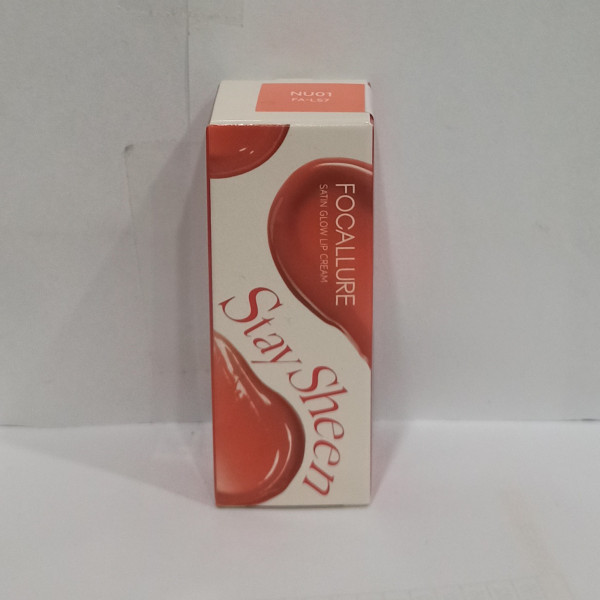 NU01
FA-L57
FOCALLURE
SATIN GLOW LIP CREAM
Stay Sheen